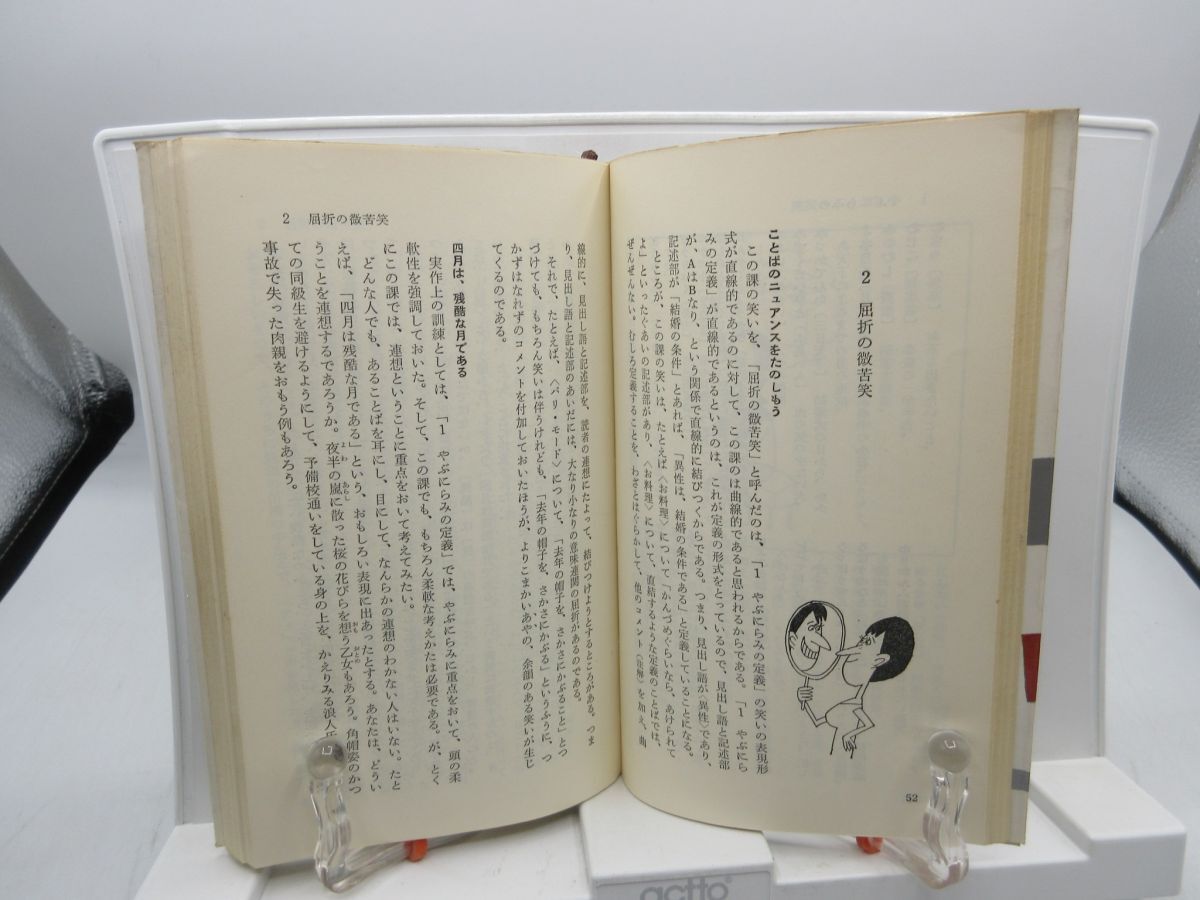 2　屈折の微苦笑
ことばのニュアンスをたのしもう
この課の笑いを、「屈折の微苦笑」と呼んだのは、「1　やぶにらみの定義」の笑いの表現形
式が直線的であるのに対して、この課のは曲線的であると思われるからである。「1　やぶにら
みの定義」が直線的であるというのは、これが定義の形式をとっているので、見出し語と記述部
が、AはBなり、という関係で直線的に結びつくからである。つまり、見出し語が〈異性〉であり、
記述部が「結婚の条件」とあれば、「異性は、結婚の条件である」と定義していることになる。
ところが、この課の笑いは、たとえば〈お料理〉について「かんづめぐらいなら、あけられて
よ」といったぐあいの記述部があり、〈お料理〉について、直結するような定義のことばでは、
ぜんぜんない。むしろ定義することを、わざとはぐらかして、他のコメント（註解）を加え、曲
52
2　屈折の微苦笑
線的に、見出し語と記述部を、読者の連想にたよって、結びつけようとするところがある。つま
り、見出し語と記述部のあいだには、大なり小なりの意味連関の屈折があるのである。
それで、たとえば、〈パリ・モード〉について、「去年の帽子を、さかさにかぶること」とつ
づけても、もちろん笑いは伴うけれども、「去年の帽子を、さかさにかぶる」というふうに、つ
かずはなれずのコメントを付加しておいたほうが、よりこまかいあやの、余韻のある笑いが生じ
てくるのである。
四月は、残酷な月である
実作上の訓練としては、「1　やぶにらみの定義」では、やぶにらみに重点をおいて、頭の柔
軟性を強調しておいた。そして、この課でも、もちろん柔軟な考えかたは必要である。が、とく
にこの課では、連想ということに重点をおいて考えてみたい。
どんな人でも、あることばを耳にし、目にして、なんらかの連想のわかない人はいない。たと
えば、「四月は残酷な月である」という、おもしろい表現に出あったとする。あなたは、どうい
うことを連想するであろうか。夜半の嵐に散った桜の花びらを想う乙女もあろう。角帽姿のかつ
ての同級生を避けるようにして、予備校通いをしている身の上を、かえりみる浪人
事故で失った肉親をおもう例もあろう。
actto